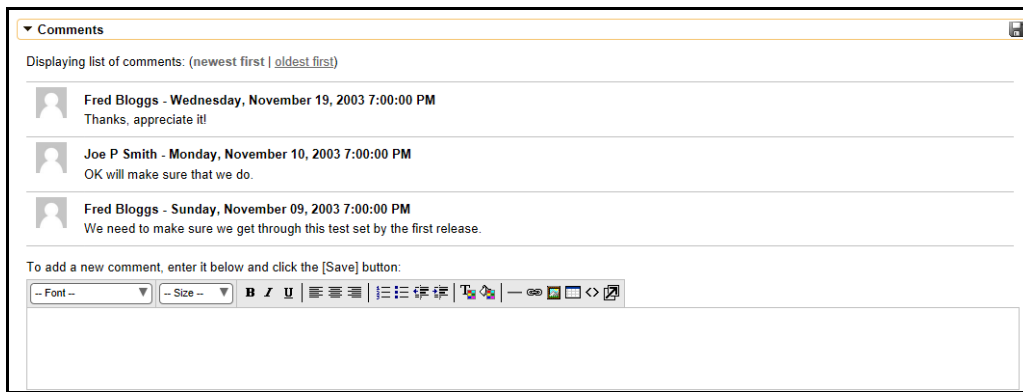 Comments
Displaying list of comments: (newest first | oldest first)
Fred Bloggs - Wednesday, November 19, 2003 7:00:00 PM
Thanks, appreciate it!
Joe P Smith - Monday, November 10, 2003 7:00:00 PM
OK will make sure that we do.
Fred Bloggs - Sunday, November 09, 2003 7:00:00 PM
We need to make sure we get through this test set by the first release.
To add a new comment, enter it below and click the [Save] button:
-- Font -- -- Size -- B I U